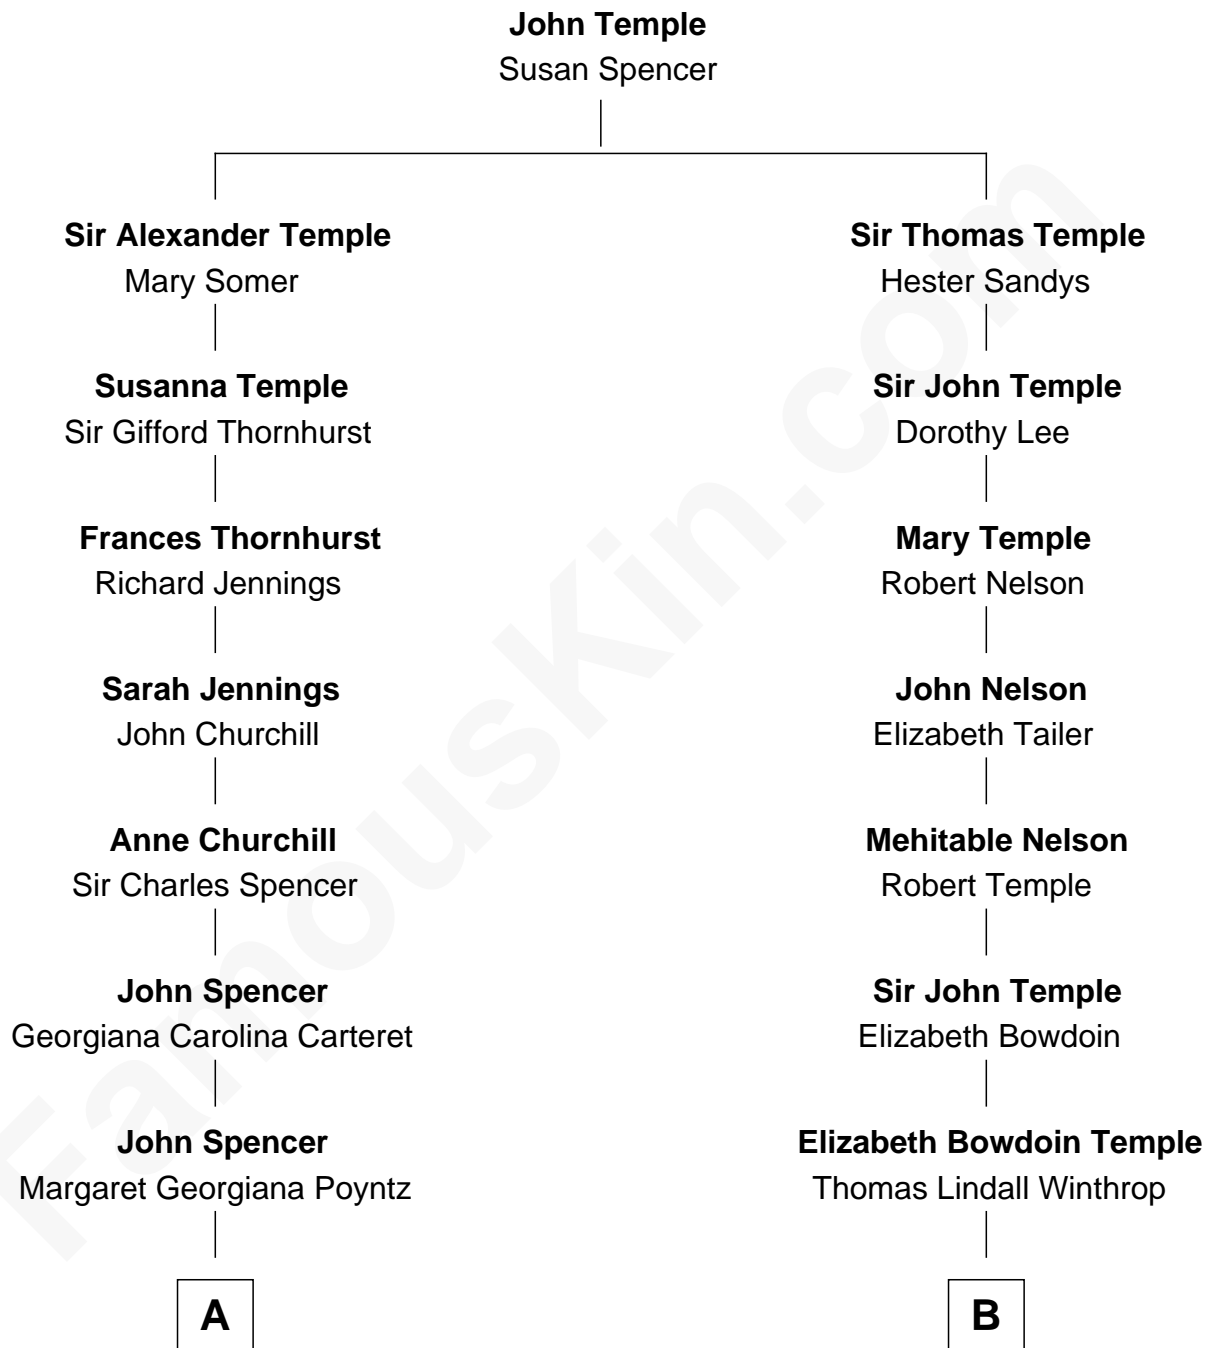 John Temple
Susan Spencer
Sir Alexander Temple
Mary Somer
Susanna Temple
Sir Gifford Thornhurst
Frances Thornhurst
Richard Jennings
Sarah Jennings
John Churchill
Anne Churchill
Sir Charles Spencer
John Spencer
Georgiana Carolina Carteret
John Spencer
Margaret Georgiana Poyntz
A
Sir Thomas Temple
Hester Sandys
Sir John Temple
Dorothy Lee
Mary Temple
Robert Nelson
John Nelson
Elizabeth Tailer
Mehitable Nelson
Robert Temple
Sir John Temple
Elizabeth Bowdoin
Elizabeth Bowdoin Temple
Thomas Lindall Winthrop
B
FamousKin.com